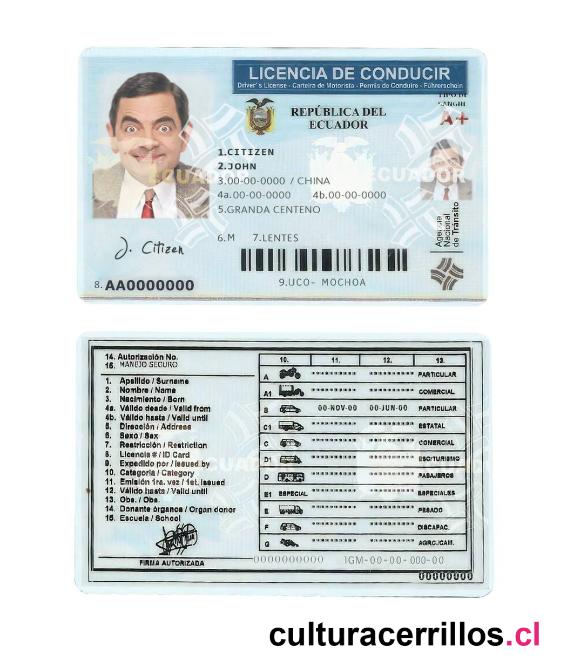 LICENCIA DE CONDUCIR
Driver's License - Carteira de Motorista - Permis de Conduire - Führerschein
REPÚBLICA DEL
ECUADOR
TIPO DE
SANGRE
A+
1.CITIZEN
2.JOHN
3.00-00-0000 / CHINA
4a.00-00-0000 4b.00-00-0000
5.GRANDA CENTENO
6.M 7.LENTES
ECUADOR
ECUADOR
Agencia
Nacional
de Tránsito
J. Citizen
8. AA0000000
9.UCO- MOCHOA
14. Autorización No.
15. MANEJO SEGURO
1. Apellido / Surname
2. Nombre / Name
3. Nacimiento / Born
4a. Válido desde / Valid from
4b. Válido hasta / Valid until
5. Dirección / Address
6. Sexo / Sex
7. Restricción / Restriction
8. Licencia # / ID Card
9. Expedido por / Issued by
10. Categoría / Category
11. Emisión 1ra. vez / 1st. issued
12. Válido hasta / Valid until
13. Obs. / Obs.
14. Donante órganos / Organ donor
15. Escuela / School
FIRMA AUTORIZADA
10. 11. 12. 13.
A ********** ********** PARTICULAR
A1 ********** ********** COMERCIAL
B 00-NOV-00 00-JUN-00 PARTICULAR
C1 ********** ********** ESTATAL
C ********** ********** COMERCIAL
D1 ********** ********** ESC/TURISMO
D ********** ********** PASAJEROS
E1 ESPECIAL ********** ********** ESPECIALES
E ********** ********** PESADO
F ********** ********** DISCAPAC.
G ********** ********** AGRC./CAM.
ECUADOR
ECUADOR
0000000000 IGM-00-00-000-00
00000000
culturacerrillos.cl